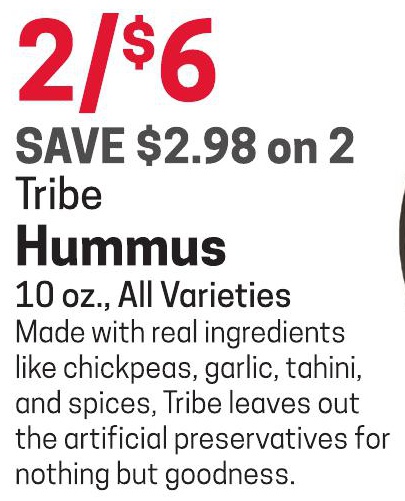 2/$6
SAVE $2.98 on 2
Tribe
Hummus
10 oz., All Varieties
Made with real ingredients
like chickpeas, garlic, tahini,
and spices, Tribe leaves out
the artificial preservatives for
nothing but goodness.